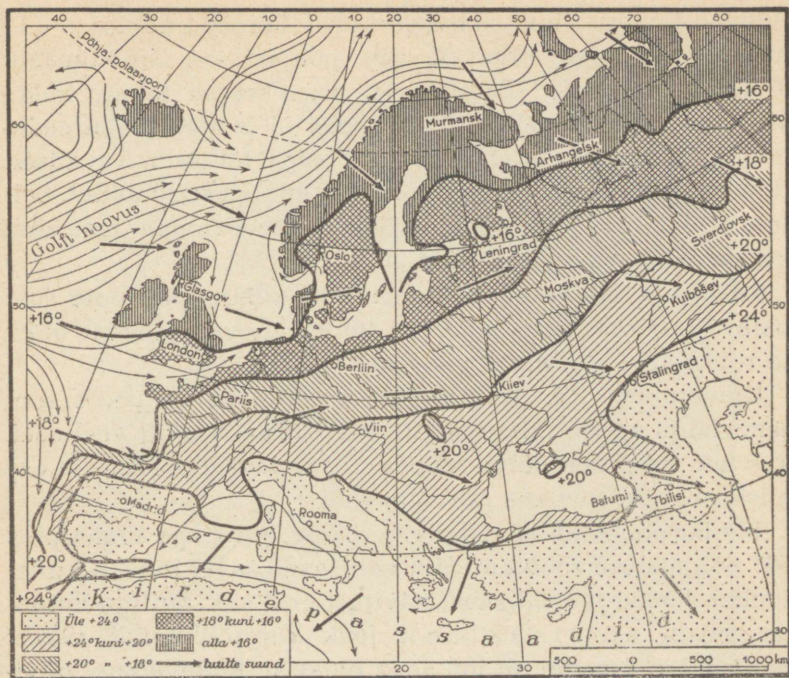 40 30 20 10 0 10 20 30 40 50 60 70 80
Põhja-polaarjoon
60
+16°
Murmansk
60
Arhangelsk
+18°
Golfi hoovus
+16°
Leningrad
Sverdlovsk
Oslo
+20°
Glasgow
Moskva
Kuibõšev
50
50
+16°
+24°
London
Berliin
Stalingrad
Kiiev
Pariis
+18°
Viin
+20°
+20°
40
40
Madrid
Rooma
Batumi
Tbilisi
+20°
+24°
Kirdepassaadid
Üle +24°
+18° kuni +16°
+24° kuni +20°
alla +16°
+20° „ +18°
tuulte suund
30
20
30
500 0 500 1000 km